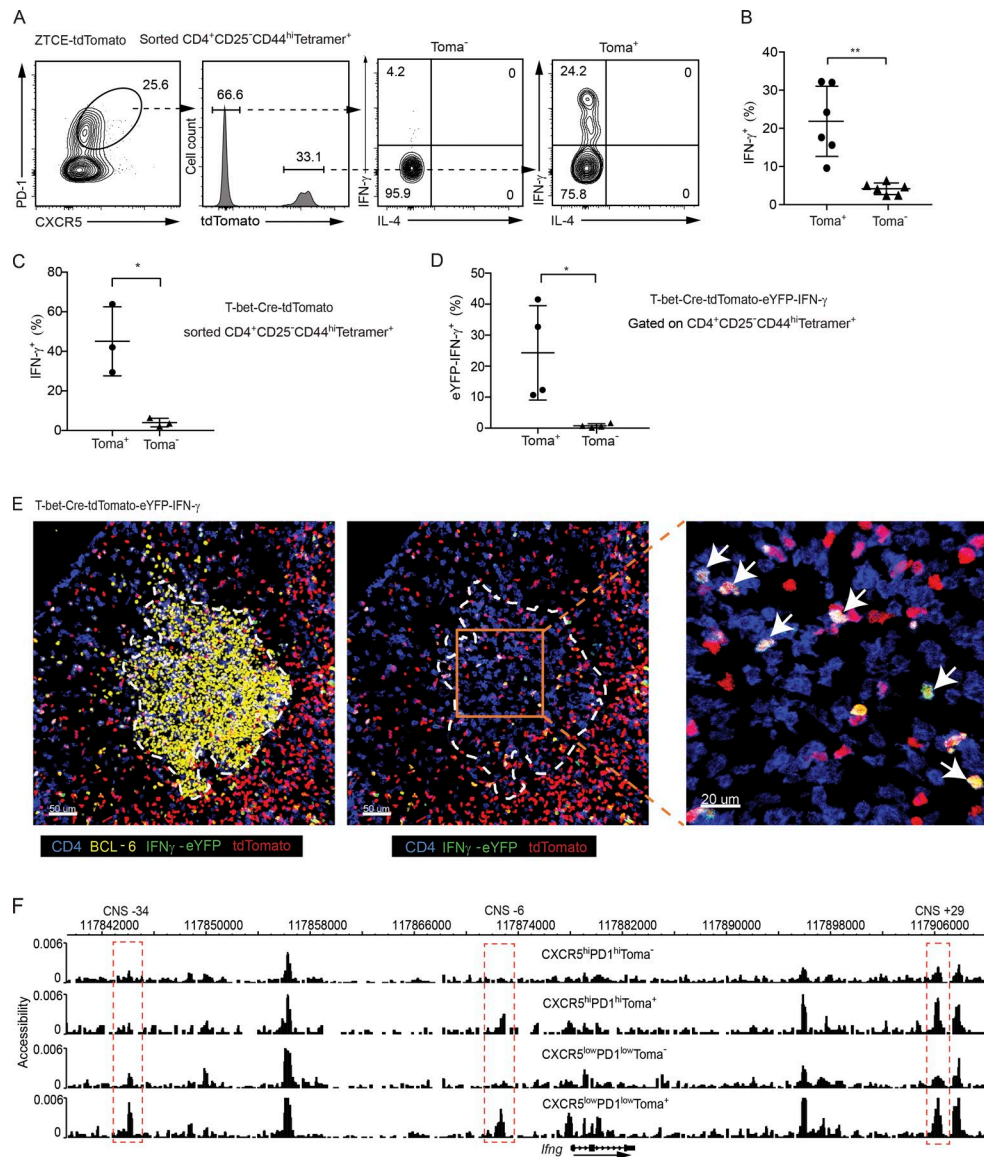 A
ZTCE-tdTomato Sorted CD4⁺CD25⁻CD44ʰⁱTetramer⁺
PD-1
CXCR5
25.6
Cell count
tdTomato
66.6
33.1
Toma⁻
IFN-γ
IL-4
4.2
0
95.9
0
Toma⁺
IFN-γ
IL-4
24.2
0
75.8
0
B
**
IFN-γ⁺ (%)
40
30
20
10
0
Toma⁺ Toma⁻
C
*
IFN-γ⁺ (%)
80
60
40
20
0
Toma⁺ Toma⁻
T-bet-Cre-tdTomato
sorted CD4⁺CD25⁻CD44ʰⁱTetramer⁺
D
*
eYFP-IFN-γ⁺ (%)
50
40
30
20
10
0
Toma⁺ Toma⁻
T-bet-Cre-tdTomato-eYFP-IFN-γ
Gated on CD4⁺CD25⁻CD44ʰⁱTetramer⁺
E
T-bet-Cre-tdTomato-eYFP-IFN-γ
50 um
50 um
20 um
CD4 BCL-6 IFNγ-eYFP tdTomato
CD4 IFNγ-eYFP tdTomato
F
CNS -34 CNS -6 CNS +29
117842000 117850000 117858000 117866000 117874000 117882000 117890000 117898000 117906000
Accessibility
0.006
0
CXCR5ʰⁱPD1ʰⁱToma⁻
0.006
0
CXCR5ʰⁱPD1ʰⁱToma⁺
0.006
0
CXCR5ˡᵒʷPD1ˡᵒʷToma⁻
0.006
0
CXCR5ˡᵒʷPD1ˡᵒʷToma⁺
Ifng